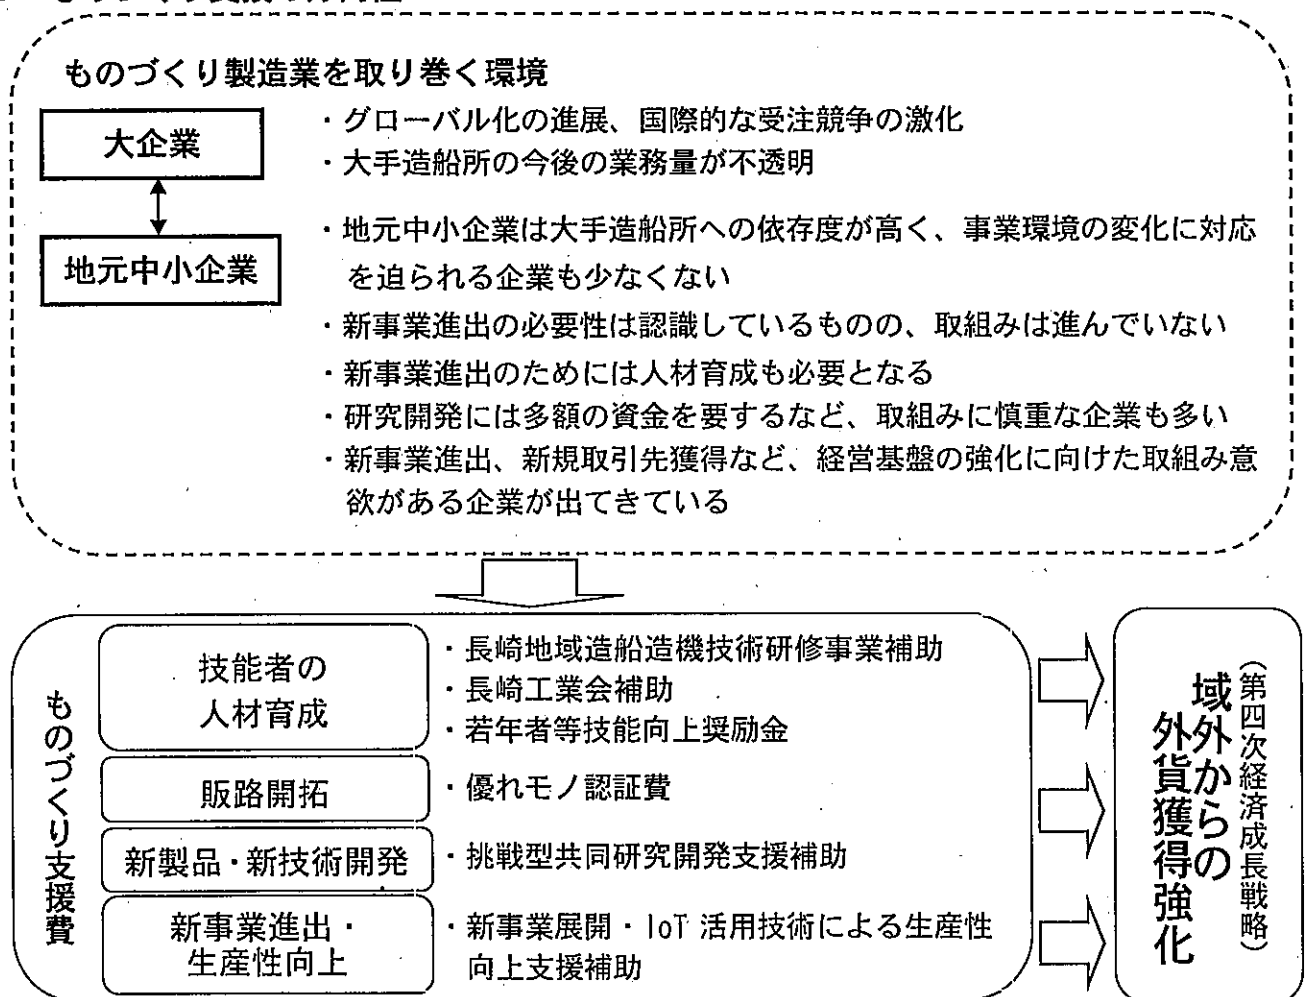 ものづくり製造業を取り巻く環境
大企業
・グローバル化の進展、国際的な受注競争の激化
・大手造船所の今後の業務量が不透明
地元中小企業
・地元中小企業は大手造船所への依存度が高く、事業環境の変化に対応
を迫られる企業も少なくない
・新事業進出の必要性は認識しているものの、取組みは進んでいない
・新事業進出のためには人材育成も必要となる
・研究開発には多額の資金を要するなど、取組みに慎重な企業も多い
・新事業進出、新規取引先獲得など、経営基盤の強化に向けた取組み意
欲がある企業が出てきている
ものづくり支援費
技能者の
人材育成
・長崎地域造船造機技術研修事業補助
・長崎工業会補助
・若年者等技能向上奨励金
販路開拓
・優れモノ認証費
新製品・新技術開発
・挑戦型共同研究開発支援補助
新事業進出・
生産性向上
・新事業展開・IoT 活用技術による生産性
向上支援補助
（第四次経済成長戦略）
域外からの
外貨獲得強化